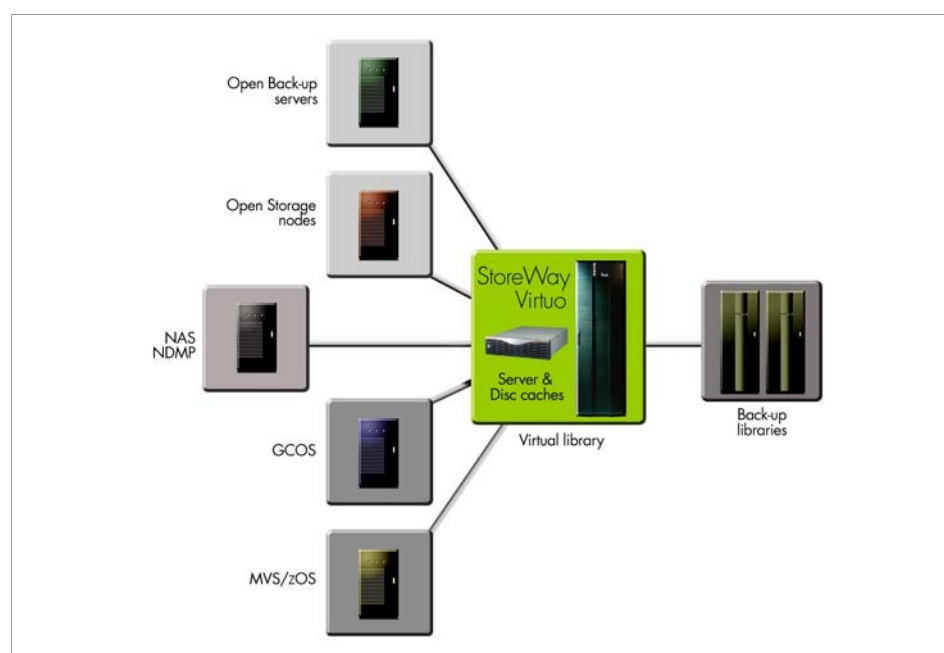 Open Back-up
servers
Open Storage
nodes
NAS
NDMP
GCOS
MVS/zOS
StoreWay
Virtuo
Server &
Disc caches
Virtual library
Back-up
libraries